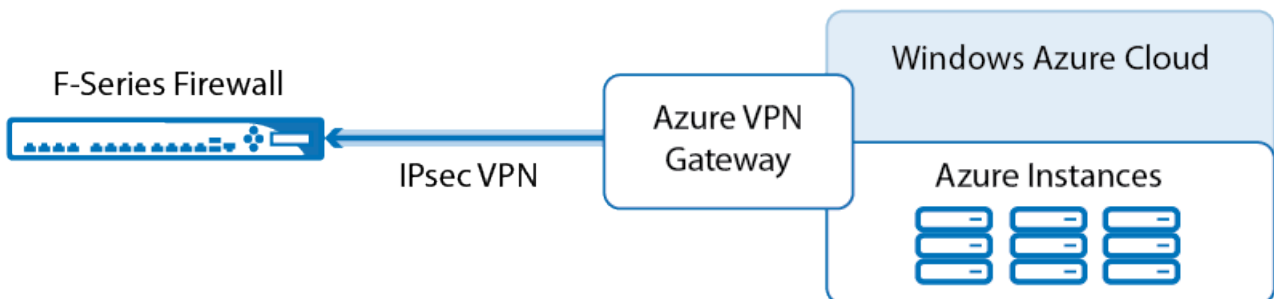 F-Series Firewall
IPsec VPN
Azure VPN
Gateway
Windows Azure Cloud
Azure Instances